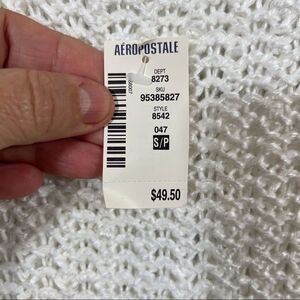 AÉROPOSTALE
DEPT
8273
SKU
95385827
STYLE
8542
047
S/P
$49.50